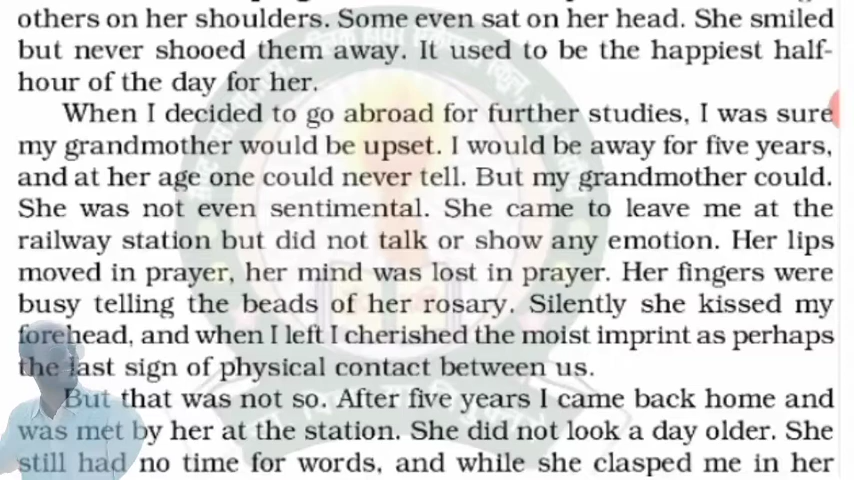 others on her shoulders. Some even sat on her head. She smiled
but never shooed them away. It used to be the happiest half-
hour of the day for her.
When I decided to go abroad for further studies, I was sure
my grandmother would be upset. I would be away for five years,
and at her age one could never tell. But my grandmother could.
She was not even sentimental. She came to leave me at the
railway station but did not talk or show any emotion. Her lips
moved in prayer, her mind was lost in prayer. Her fingers were
busy telling the beads of her rosary. Silently she kissed my
forehead, and when I left I cherished the moist imprint as perhaps
the last sign of physical contact between us.
But that was not so. After five years I came back home and
was met by her at the station. She did not look a day older. She
still had no time for words, and while she clasped me in her